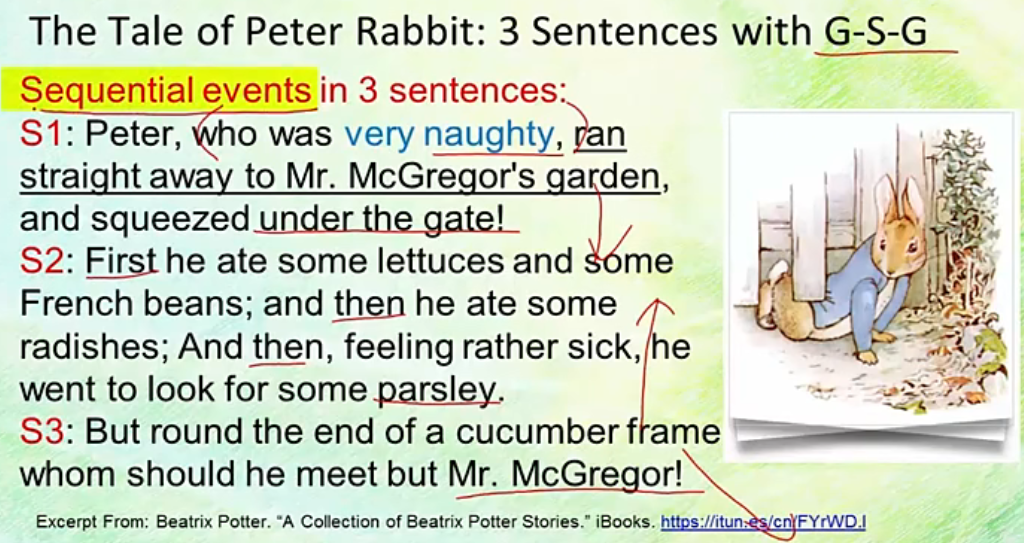 The Tale of Peter Rabbit: 3 Sentences with G-S-G
Sequential events in 3 sentences:
S1: Peter, who was very naughty, ran
straight away to Mr. McGregor's garden,
and squeezed under the gate!
S2: First he ate some lettuces and some
French beans; and then he ate some
radishes; And then, feeling rather sick, he
went to look for some parsley.
S3: But round the end of a cucumber frame
whom should he meet but Mr. McGregor!
Excerpt From: Beatrix Potter. “A Collection of Beatrix Potter Stories.” iBooks. https://itun.es/cn/FYrWD.l